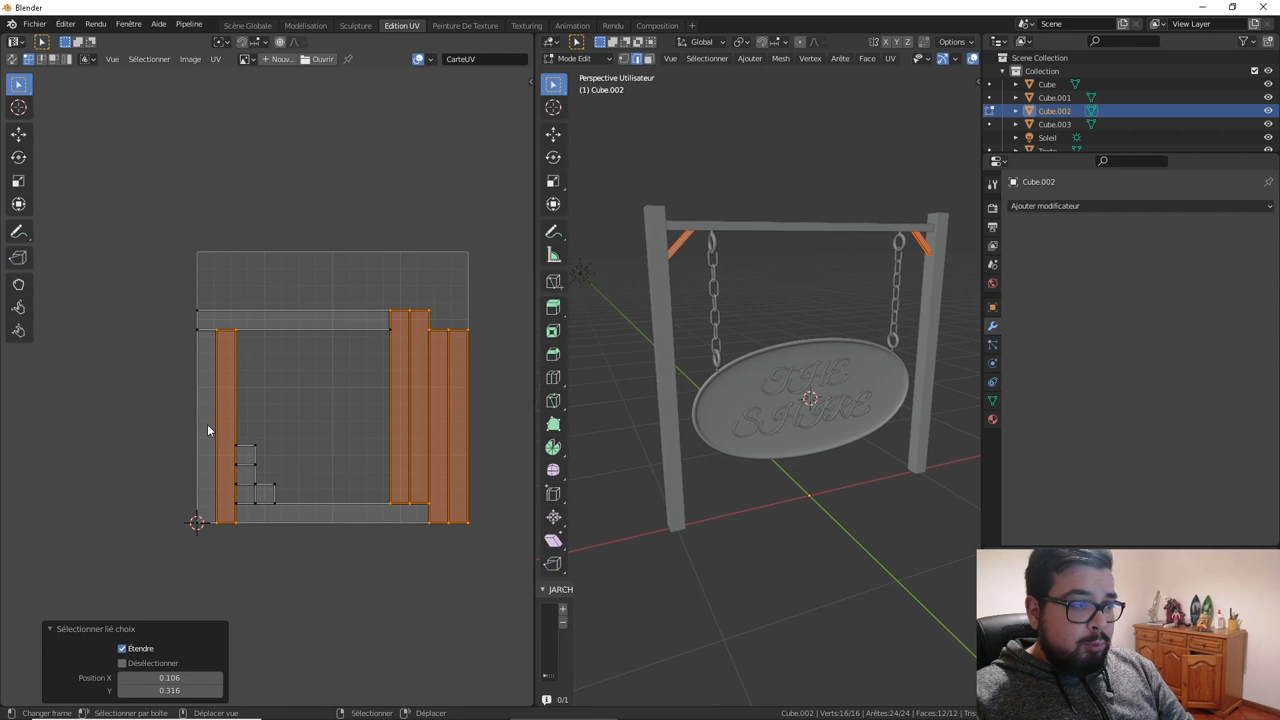 Blender
Fichier Éditer Rendu Fenêtre Aide Pipeline
Scène Globale Modélisation Sculpture Edition UV Peinture De Texture Texturing Animation Rendu Composition
Scene View Layer
Global Options
Vue Sélectionner Image UV Nouv... Ouvrir CarteUV
Mode Edit Vue Sélectionner Ajouter Mesh Vertex Arête Face UV
Scene Collection
Collection
Cube
Cube.001
Cube.002
Cube.003
Soleil
Texte
Perspective Utilisateur
(1) Cube.002
Cube.002
Ajouter modificateur
THE
SHYRE
JARCH
0/1
Sélectionner lié choix
Étendre
Désélectionner
Position X 0.106
Y 0.316
Changer frame Sélectionner par boîte Déplacer vue Sélectionner Déplacer Cube.002 | Verts:16/16 | Arêtes:24/24 | Faces:12/12 | Tris